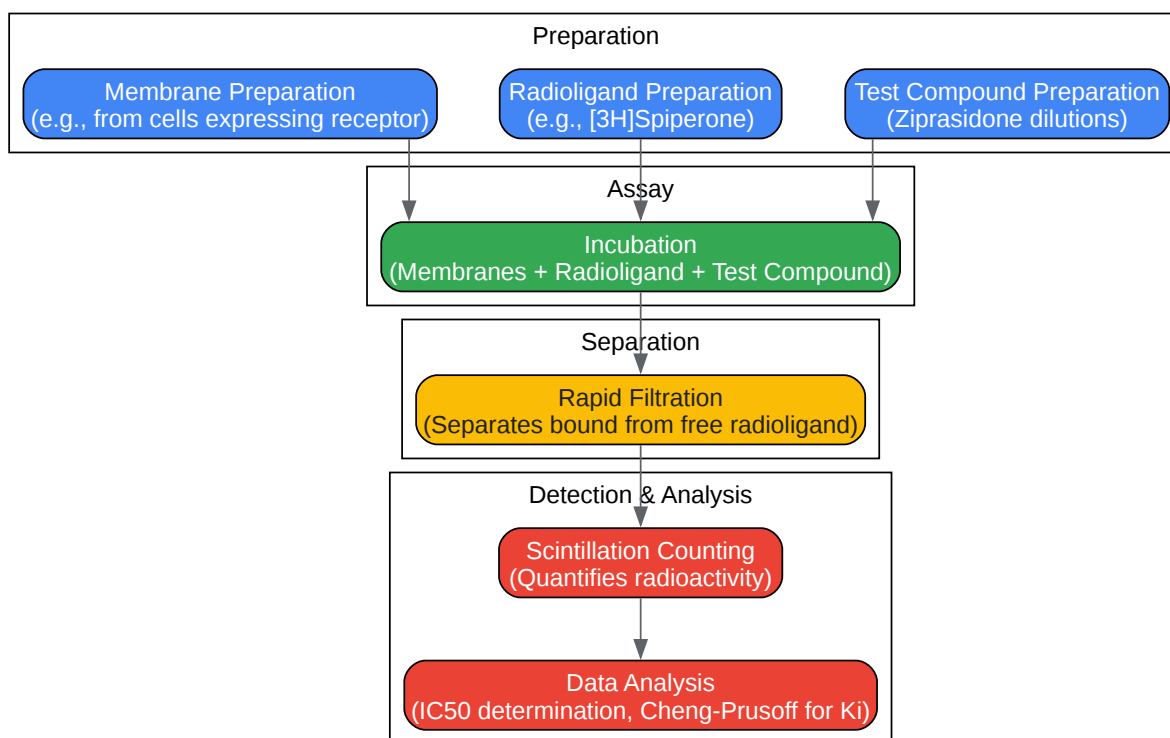 Preparation
Membrane Preparation
(e.g., from cells expressing receptor)
Radioligand Preparation
(e.g., [3H]Spiperone)
Test Compound Preparation
(Ziprasidone dilutions)
Assay
Incubation
(Membranes + Radioligand + Test Compound)
Separation
Rapid Filtration
(Separates bound from free radioligand)
Detection & Analysis
Scintillation Counting
(Quantifies radioactivity)
Data Analysis
(IC50 determination, Cheng-Prusoff for Ki)